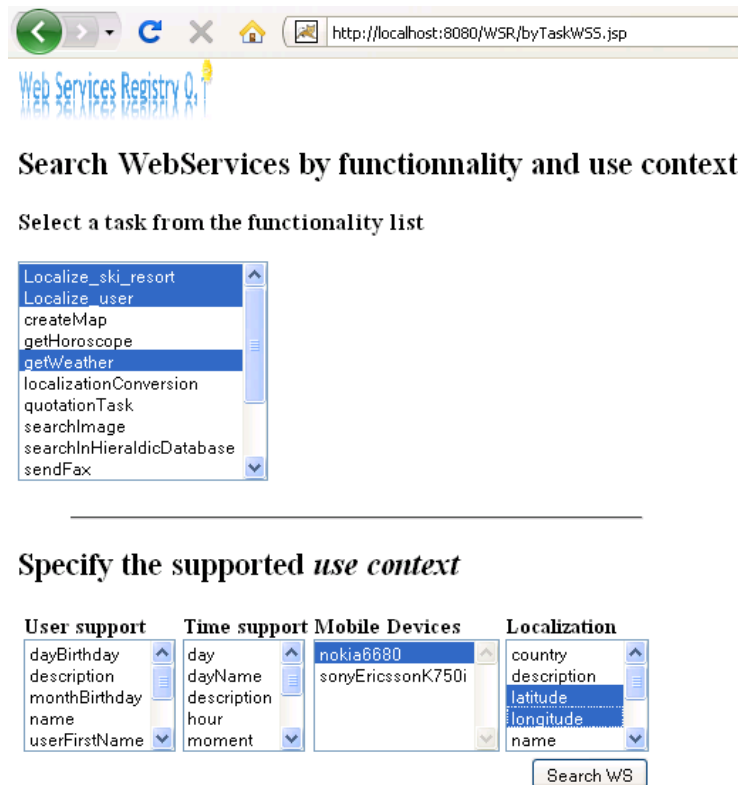 http://localhost:8080/WSR/byTaskWSS.jsp
Web Services Registry 0.1
Search WebServices by functionnality and use context
Select a task from the functionality list
Localize_ski_resort
Localize_user
createMap
getHoroscope
getWeather
localizationConversion
quotationTask
searchImage
searchInHieraldicDatabase
sendFax
Specify the supported use context
User support Time support Mobile Devices Localization
dayBirthday day nokia6680 country
description dayName sonyEricssonK750i description
monthBirthday description latitude
name hour longitude
userFirstName moment name
Search WS